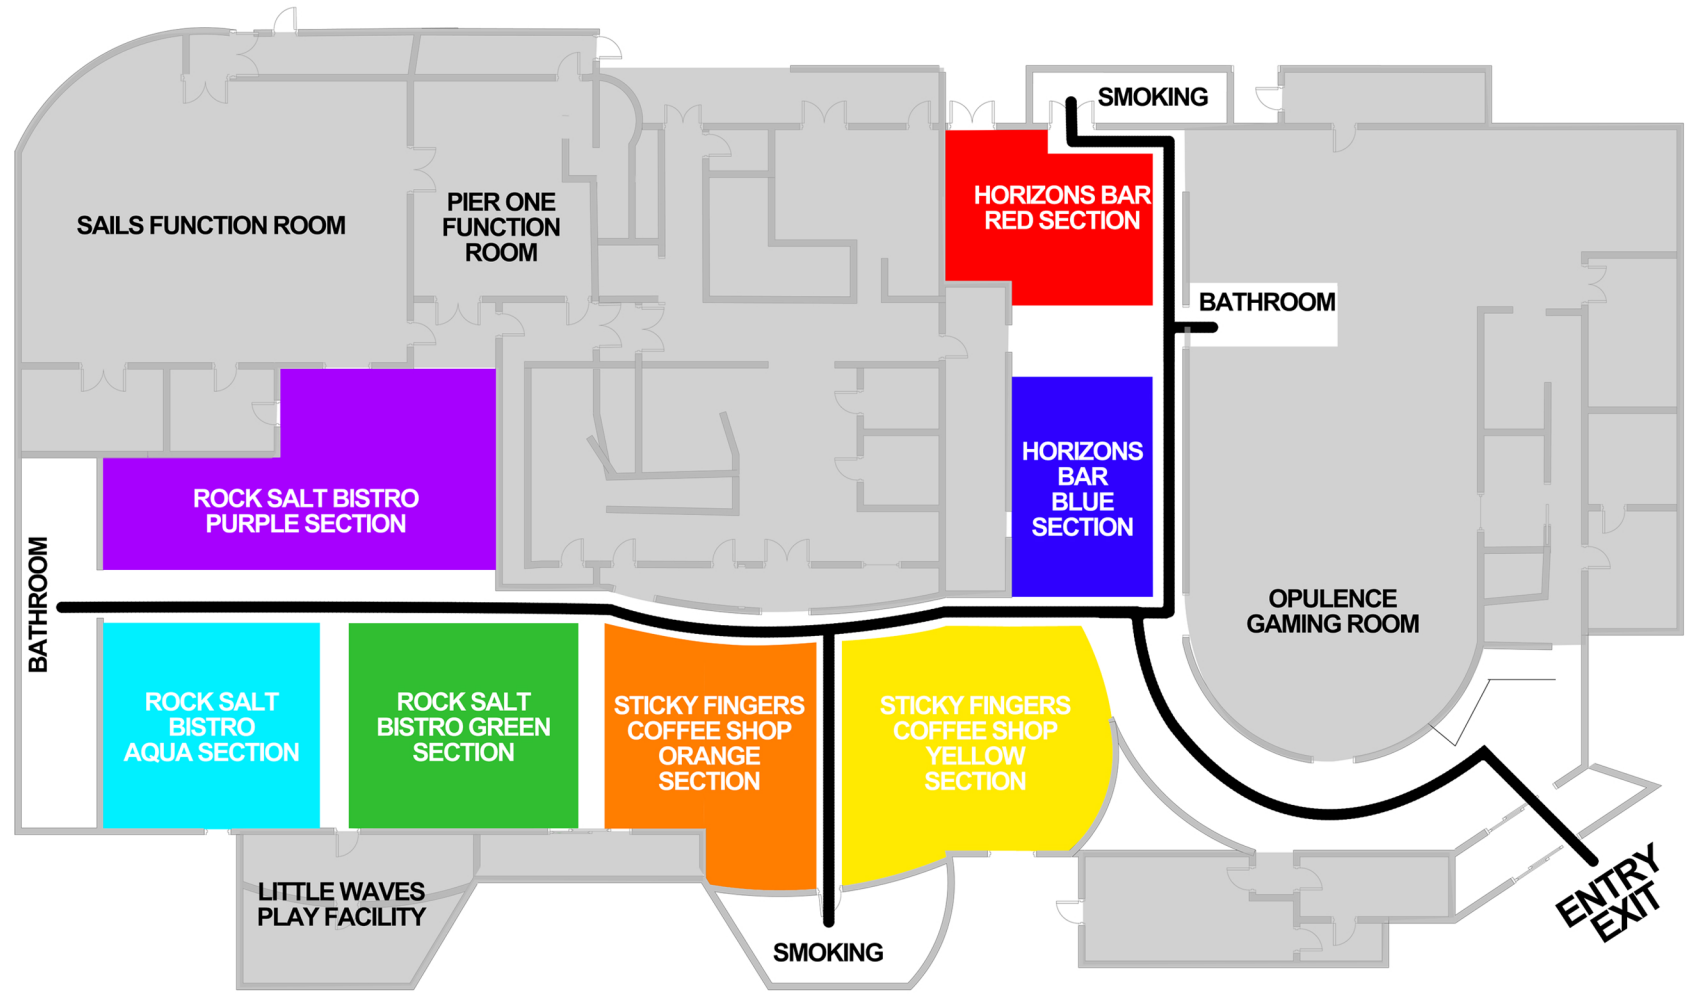 SMOKING
SAILS FUNCTION ROOM
PIER ONE
FUNCTION
ROOM
HORIZONS BAR
RED SECTION
BATHROOM
HORIZONS
BAR
BLUE
SECTION
ROCK SALT BISTRO
PURPLE SECTION
BATHROOM
OPULENCE
GAMING ROOM
ROCK SALT
BISTRO
AQUA SECTION
ROCK SALT
BISTRO GREEN
SECTION
STICKY FINGERS
COFFEE SHOP
ORANGE
SECTION
STICKY FINGERS
COFFEE SHOP
YELLOW
SECTION
LITTLE WAVES
PLAY FACILITY
SMOKING
ENTRY
EXIT